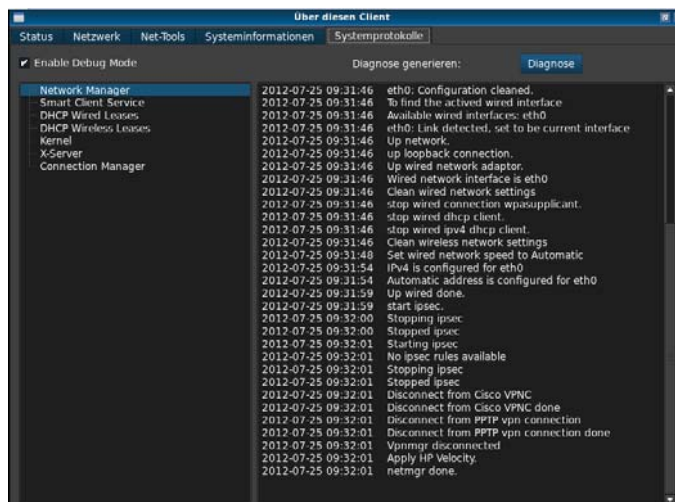 Über diesen Client
Status Netzwerk Net-Tools Systeminformationen Systemprotokolle
Enable Debug Mode
Diagnose generieren: Diagnose
Network Manager
Smart Client Service
DHCP Wired Leases
DHCP Wireless Leases
Kernel
X-Server
Connection Manager
2012-07-25 09:31:46 eth0: Configuration cleaned.
2012-07-25 09:31:46 To find the actived wired interface
2012-07-25 09:31:46 Available wired interfaces: eth0
2012-07-25 09:31:46 eth0: Link detected, set to be current interface
2012-07-25 09:31:46 Up network.
2012-07-25 09:31:46 up loopback connection.
2012-07-25 09:31:46 Up wired network adaptor.
2012-07-25 09:31:46 Wired network interface is eth0
2012-07-25 09:31:46 Clean wired network settings
2012-07-25 09:31:46 stop wired connection wpasupplicant.
2012-07-25 09:31:46 stop wired dhcp client.
2012-07-25 09:31:46 stop wired ipv4 dhcp client.
2012-07-25 09:31:46 Clean wireless network settings
2012-07-25 09:31:48 Set wired network speed to Automatic
2012-07-25 09:31:54 IPv4 is configured for eth0
2012-07-25 09:31:54 Automatic address is configured for eth0
2012-07-25 09:31:59 Up wired done.
2012-07-25 09:31:59 start ipsec.
2012-07-25 09:32:00 Stopping ipsec
2012-07-25 09:32:00 Stopped ipsec
2012-07-25 09:32:01 Starting ipsec
2012-07-25 09:32:01 No ipsec rules available
2012-07-25 09:32:01 Stopping ipsec
2012-07-25 09:32:01 Stopped ipsec
2012-07-25 09:32:01 Disconnect from Cisco VPNC
2012-07-25 09:32:01 Disconnect from Cisco VPNC done
2012-07-25 09:32:01 Disconnect from PPTP vpn connection
2012-07-25 09:32:01 Disconnect from PPTP vpn connection done
2012-07-25 09:32:01 Vpnmgr disconnected
2012-07-25 09:32:01 Apply HP Velocity.
2012-07-25 09:32:01 netmgr done.